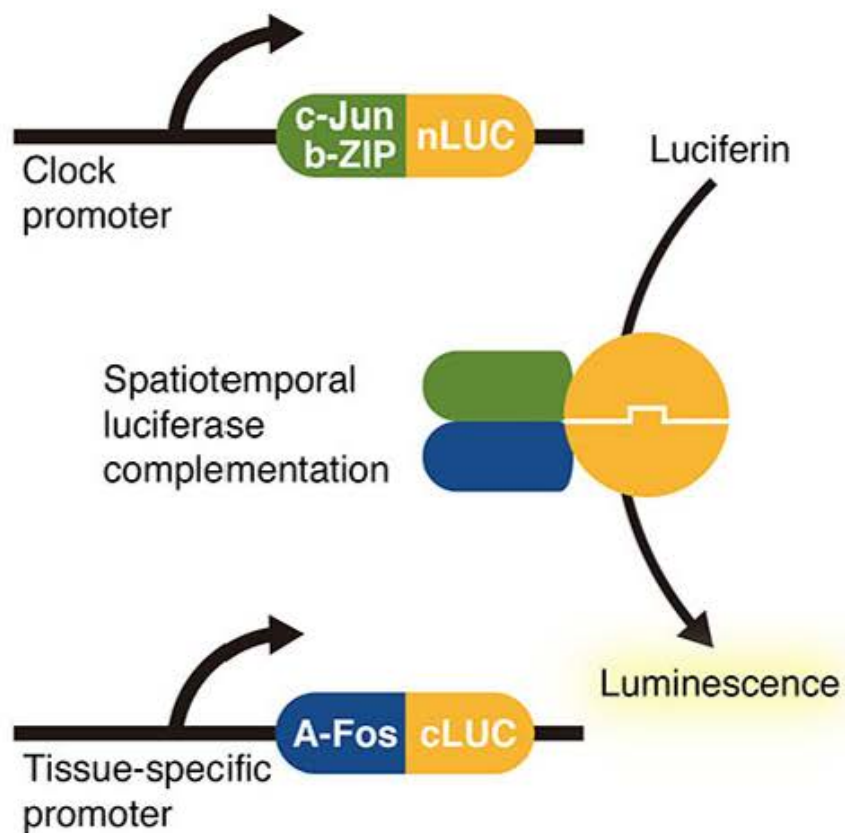 c-Jun
b-ZIP
nLUC
Clock
promoter
Luciferin
Spatiotemporal
luciferase
complementation
Luminescence
A-Fos
cLUC
Tissue-specific
promoter